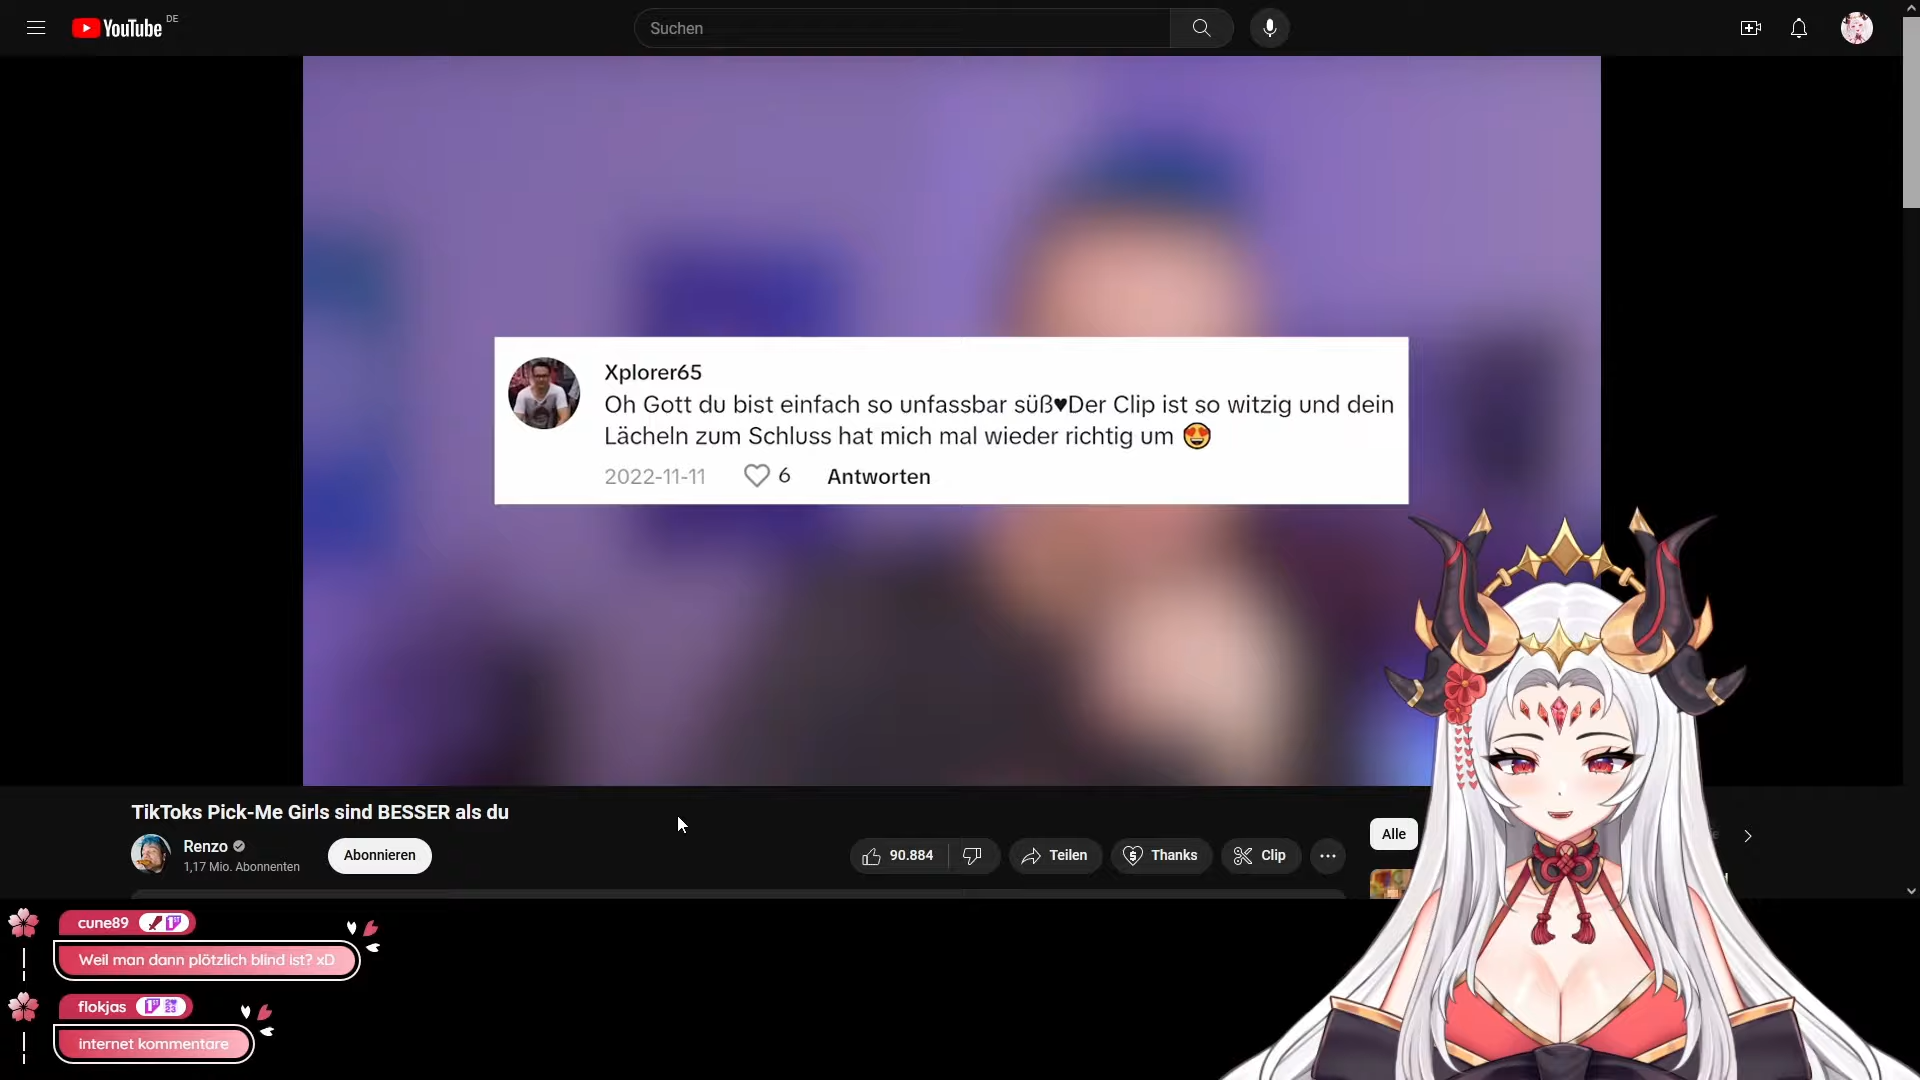 YouTube DE
Suchen
Xplorer65
Oh Gott du bist einfach so unfassbar süß♥Der Clip ist so witzig und dein
Lächeln zum Schluss hat mich mal wieder richtig um 😍
2022-11-11 6 Antworten
TikToks Pick-Me Girls sind BESSER als du
Renzo
1,17 Mio. Abonnenten
Abonnieren
90.884
Teilen
Thanks
Clip
Alle
cune89
Weil man dann plötzlich blind ist? xD
flokjas
internet kommentare